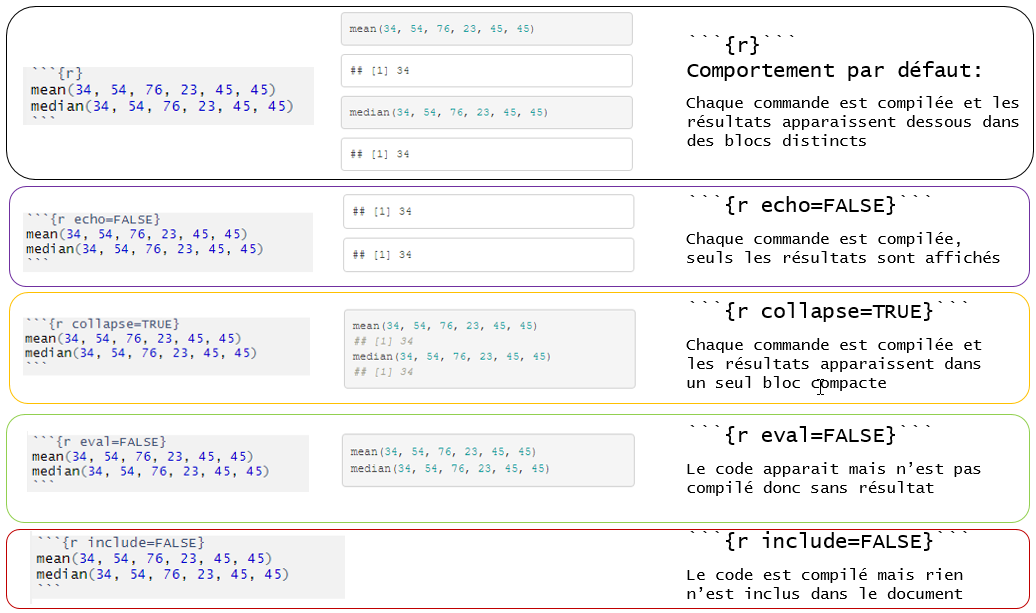 ```{r}
mean(34, 54, 76, 23, 45, 45)
median(34, 54, 76, 23, 45, 45)
```
mean(34, 54, 76, 23, 45, 45)
## [1] 34
median(34, 54, 76, 23, 45, 45)
## [1] 34
```{r}```
Comportement par défaut:
Chaque commande est compilée et les
résultats apparaissent dessous dans
des blocs distincts
```{r echo=FALSE}
mean(34, 54, 76, 23, 45, 45)
median(34, 54, 76, 23, 45, 45)
```
## [1] 34
## [1] 34
```{r echo=FALSE}```
Chaque commande est compilée,
seuls les résultats sont affichés
```{r collapse=TRUE}
mean(34, 54, 76, 23, 45, 45)
median(34, 54, 76, 23, 45, 45)
```
mean(34, 54, 76, 23, 45, 45)
## [1] 34
median(34, 54, 76, 23, 45, 45)
## [1] 34
```{r collapse=TRUE}```
Chaque commande est compilée et
les résultats apparaissent dans
un seul bloc compacte
```{r eval=FALSE}
mean(34, 54, 76, 23, 45, 45)
median(34, 54, 76, 23, 45, 45)
```
mean(34, 54, 76, 23, 45, 45)
median(34, 54, 76, 23, 45, 45)
```{r eval=FALSE}```
Le code apparait mais n’est pas
compilé donc sans résultat
```{r include=FALSE}
mean(34, 54, 76, 23, 45, 45)
median(34, 54, 76, 23, 45, 45)
```
```{r include=FALSE}```
Le code est compilé mais rien
n’est inclus dans le document